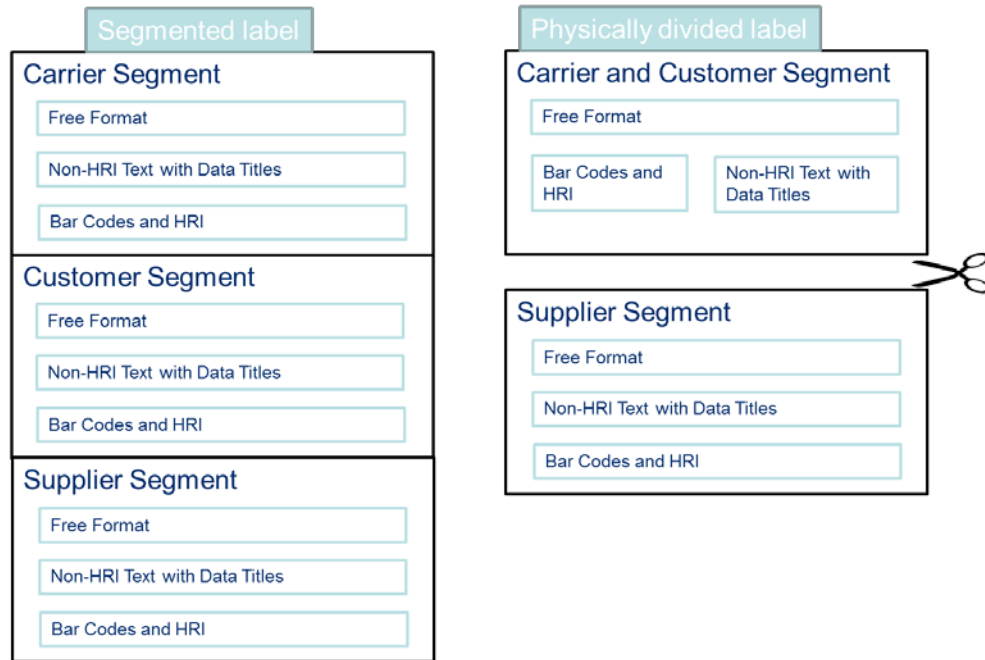 Segmented label
Carrier Segment
Free Format
Non-HRI Text with Data Titles
Bar Codes and HRI
Customer Segment
Free Format
Non-HRI Text with Data Titles
Bar Codes and HRI
Supplier Segment
Free Format
Non-HRI Text with Data Titles
Bar Codes and HRI
Physically divided label
Carrier and Customer Segment
Free Format
Bar Codes and
HRI
Non-HRI Text with
Data Titles
Supplier Segment
Free Format
Non-HRI Text with Data Titles
Bar Codes and HRI